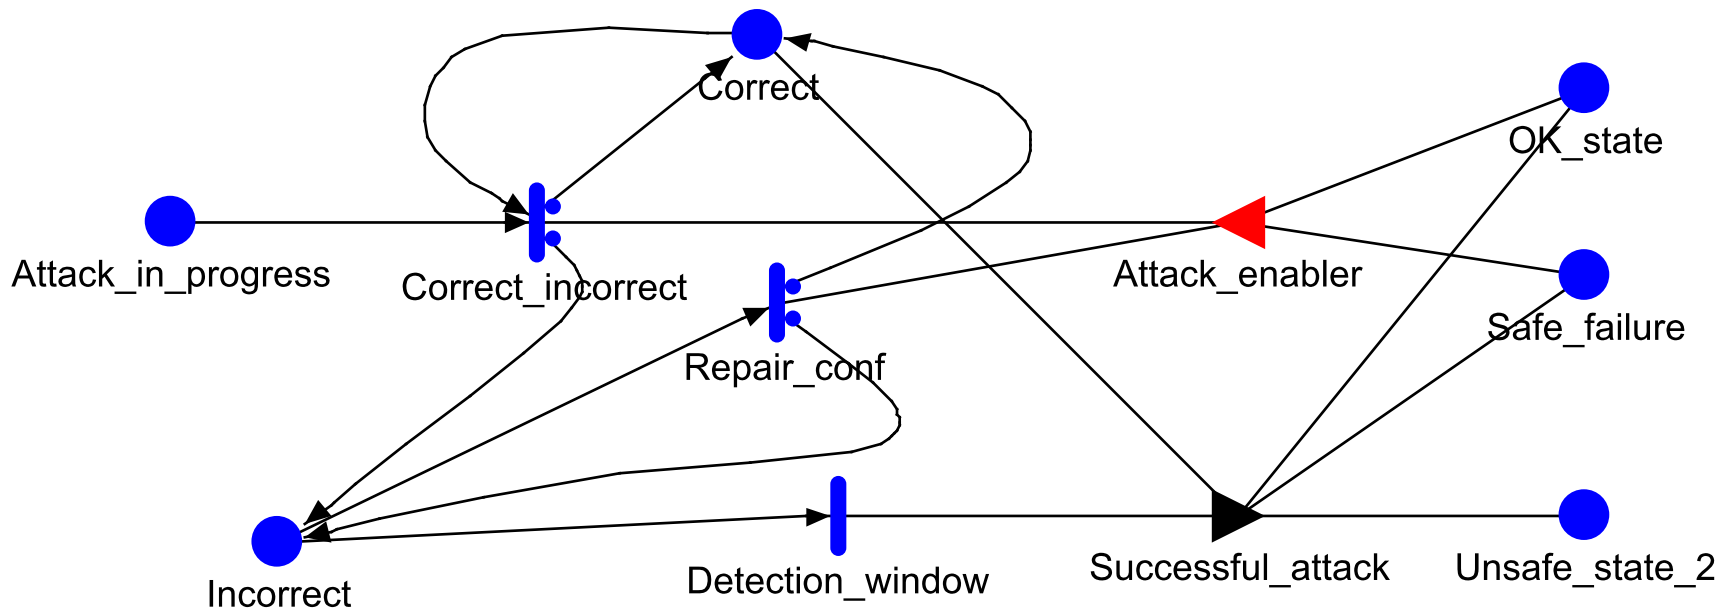 Correct
OK_state
Attack_in_progress
Correct_incorrect
Attack_enabler
Safe_failure
Repair_conf
Incorrect
Detection_window
Successful_attack
Unsafe_state_2